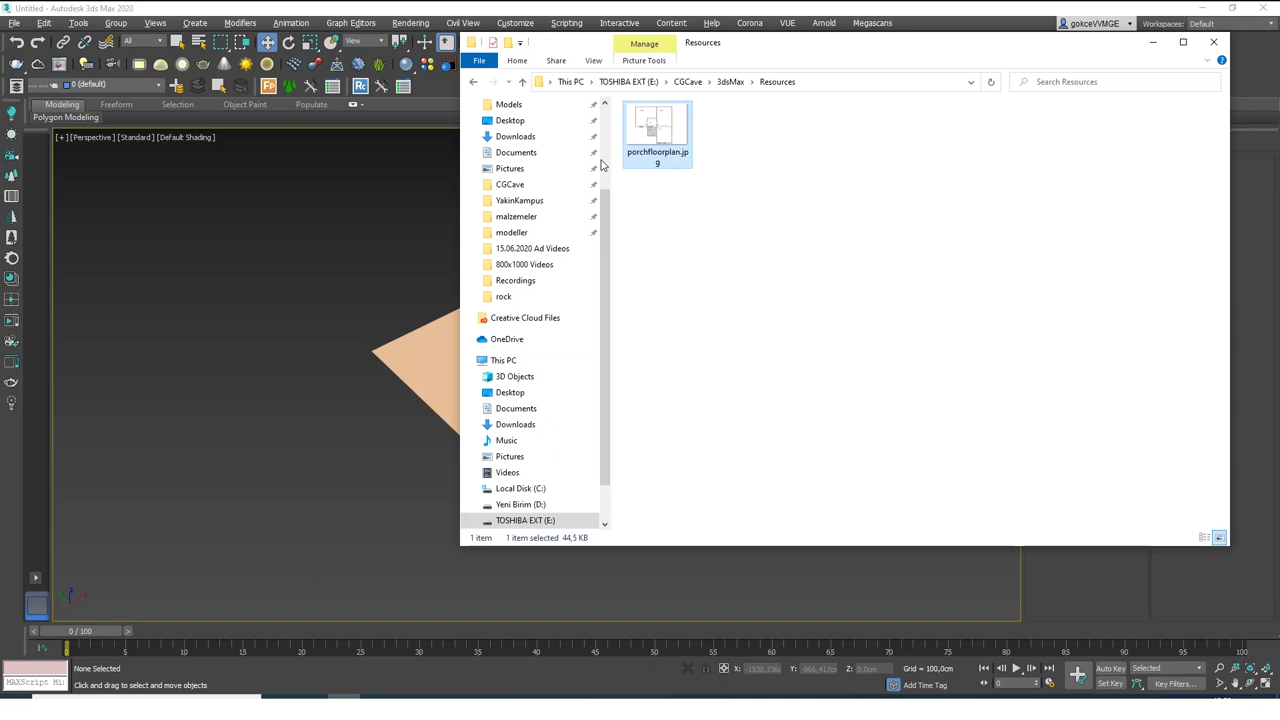 Untitled - Autodesk 3ds Max 2020
File Edit Tools Group Views Create Modifiers Animation Graph Editors Rendering Civil View Customize Scripting Interactive Content Help Corona VUE Arnold Megascans
gokceVVMGE Workspaces: Default
All View
0 (default)
Modeling Freeform Selection Object Paint Populate
Polygon Modeling
[+] [Perspective] [Standard] [Default Shading]
Manage Resources
File Home Share View Picture Tools
This PC TOSHIBA EXT (E:) CGCave 3dsMax Resources
Search Resources
Models
Desktop
Downloads
Documents
Pictures
CGCave
YakinKampus
malzemeler
modeller
15.06.2020 Ad Videos
800x1000 Videos
Recordings
rock
Creative Cloud Files
OneDrive
This PC
3D Objects
Desktop
Documents
Downloads
Music
Pictures
Videos
Local Disk (C:)
Yeni Birim (D:)
TOSHIBA EXT (E:)
porchfloorplan.jp
g
1 item 1 item selected 44,5 KB
z
x
< 0 / 100 >
0 5 10 15 20 25 30 35 40 45 50 55 60 65 70 75 80 85 90 95 100
None Selected
Click and drag to select and move objects
MAXScript Mi:
X: -1530,736c Y: -866,417cm Z: 0,0cm Grid = 100,0cm
Add Time Tag
0
Auto Key Selected
Set Key Key Filters...